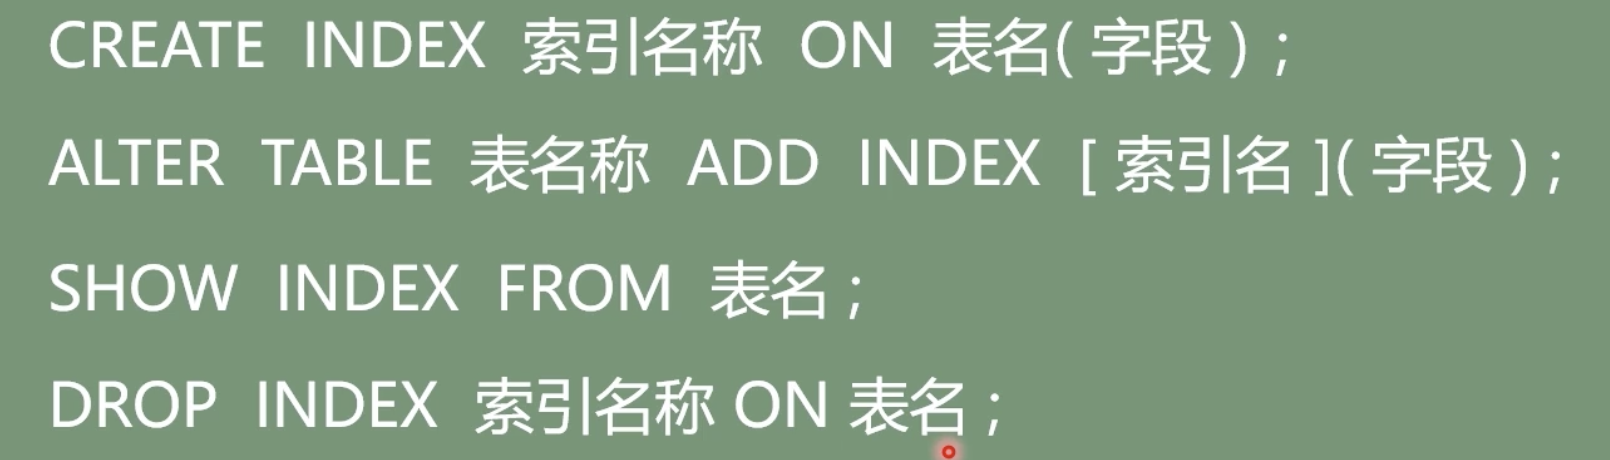 CREATE INDEX 索引名称 ON 表名( 字段 ) ;
ALTER TABLE 表名称 ADD INDEX [ 索引名 ]( 字段 ) ;
SHOW INDEX FROM 表名 ;
DROP INDEX 索引名称 ON 表名 ;